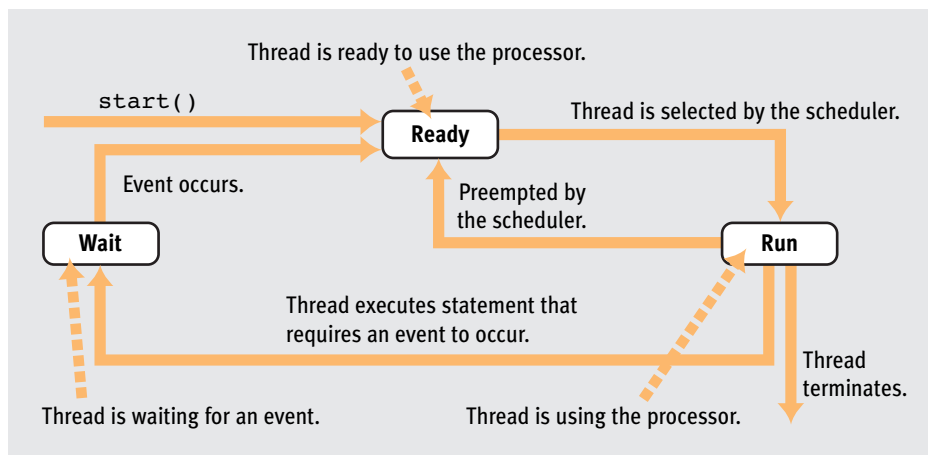 Thread is ready to use the processor.
start()
Thread is selected by the scheduler.
Ready
Event occurs.
Preempted by
the scheduler.
Wait
Run
Thread executes statement that
requires an event to occur.
Thread
terminates.
Thread is waiting for an event.
Thread is using the processor.